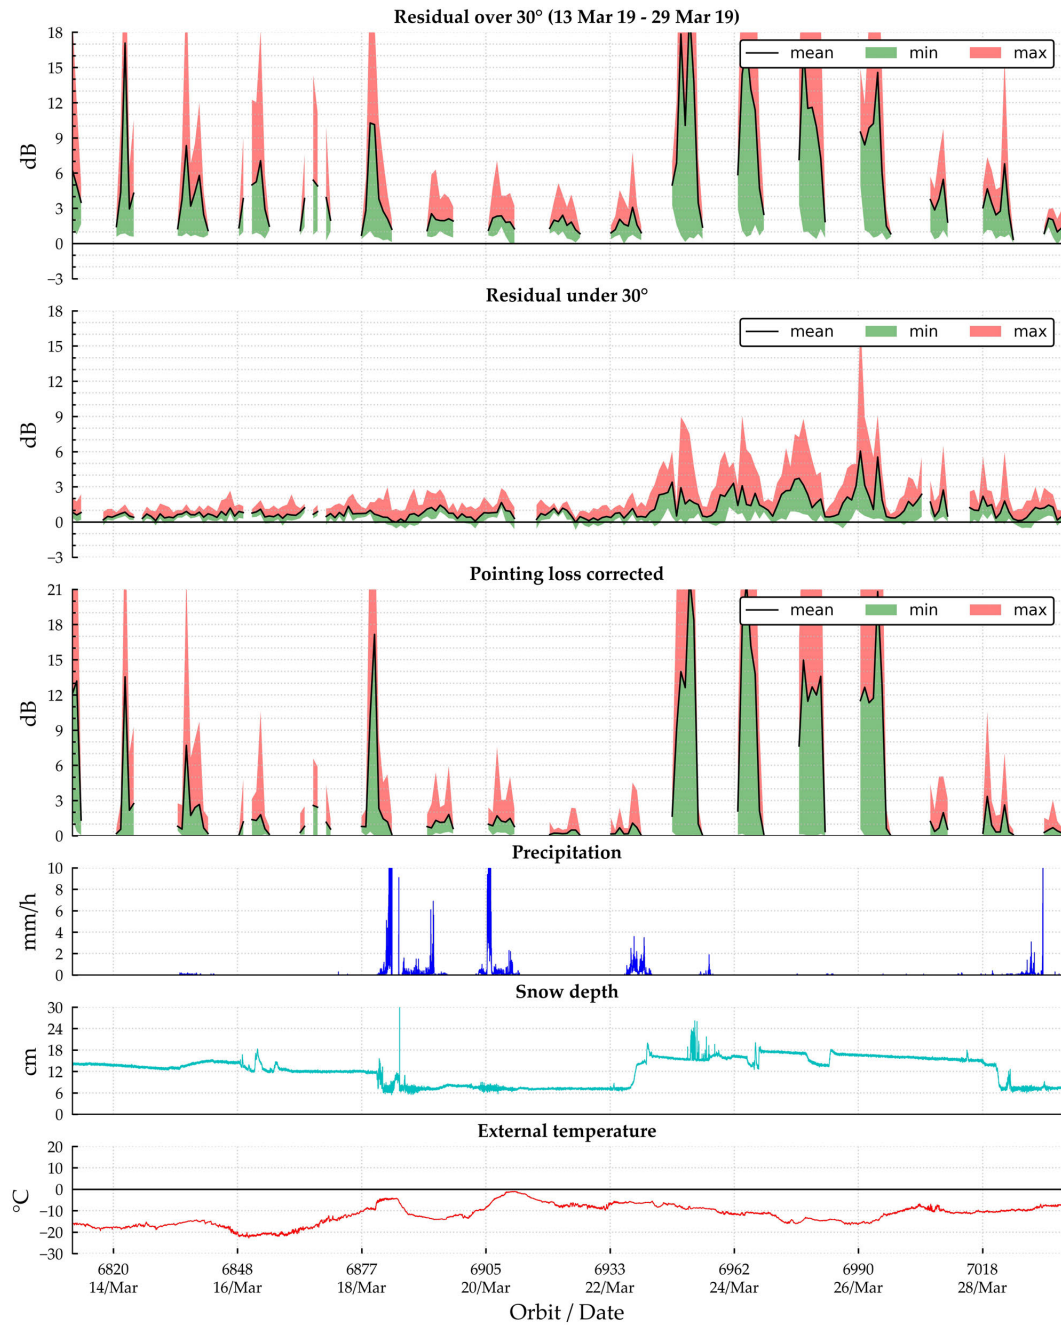 Residual over 30° (13 Mar 19 - 29 Mar 19)
18
15
12
9
6
3
0
−3
dB
mean min max
Residual under 30°
18
15
12
9
6
3
0
−3
dB
mean min max
Pointing loss corrected
21
18
15
12
9
6
3
0
dB
mean min max
Precipitation
10
8
6
4
2
0
mm/h
Snow depth
30
24
18
12
6
0
cm
External temperature
20
10
0
−10
−20
−30
°C
6820 6848 6877 6905 6933 6962 6990 7018
14/Mar 16/Mar 18/Mar 20/Mar 22/Mar 24/Mar 26/Mar 28/Mar
Orbit / Date